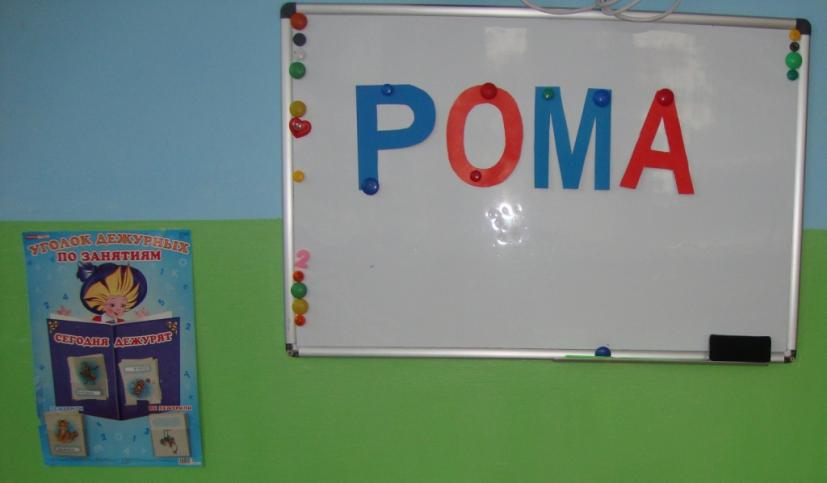 РОМА
2
УГОЛОК ДЕЖУРНЫХ
ПО ЗАНЯТИЯМ
СЕГОДНЯ ДЕЖУРЯТ